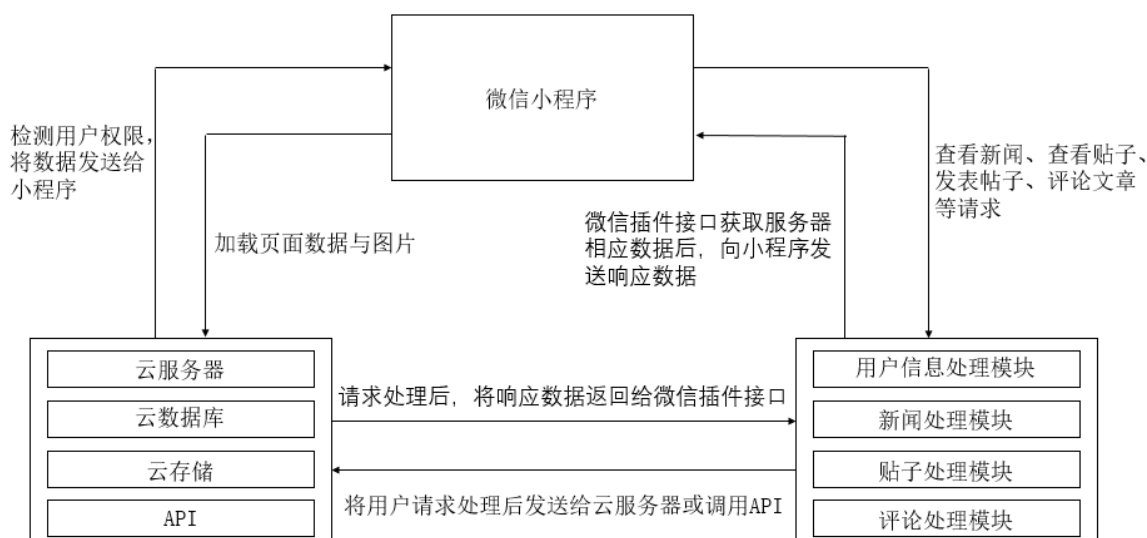 微信小程序
检测用户权限，
将数据发送给
小程序
查看新闻、查看贴子、
发表帖子、评论文章
等请求
加载页面数据与图片
微信插件接口获取服务器
相应数据后，向小程序发
送响应数据
云服务器
云数据库
云存储
API
请求处理后，将响应数据返回给微信插件接口
将用户请求处理后发送给云服务器或调用API
用户信息处理模块
新闻处理模块
贴子处理模块
评论处理模块